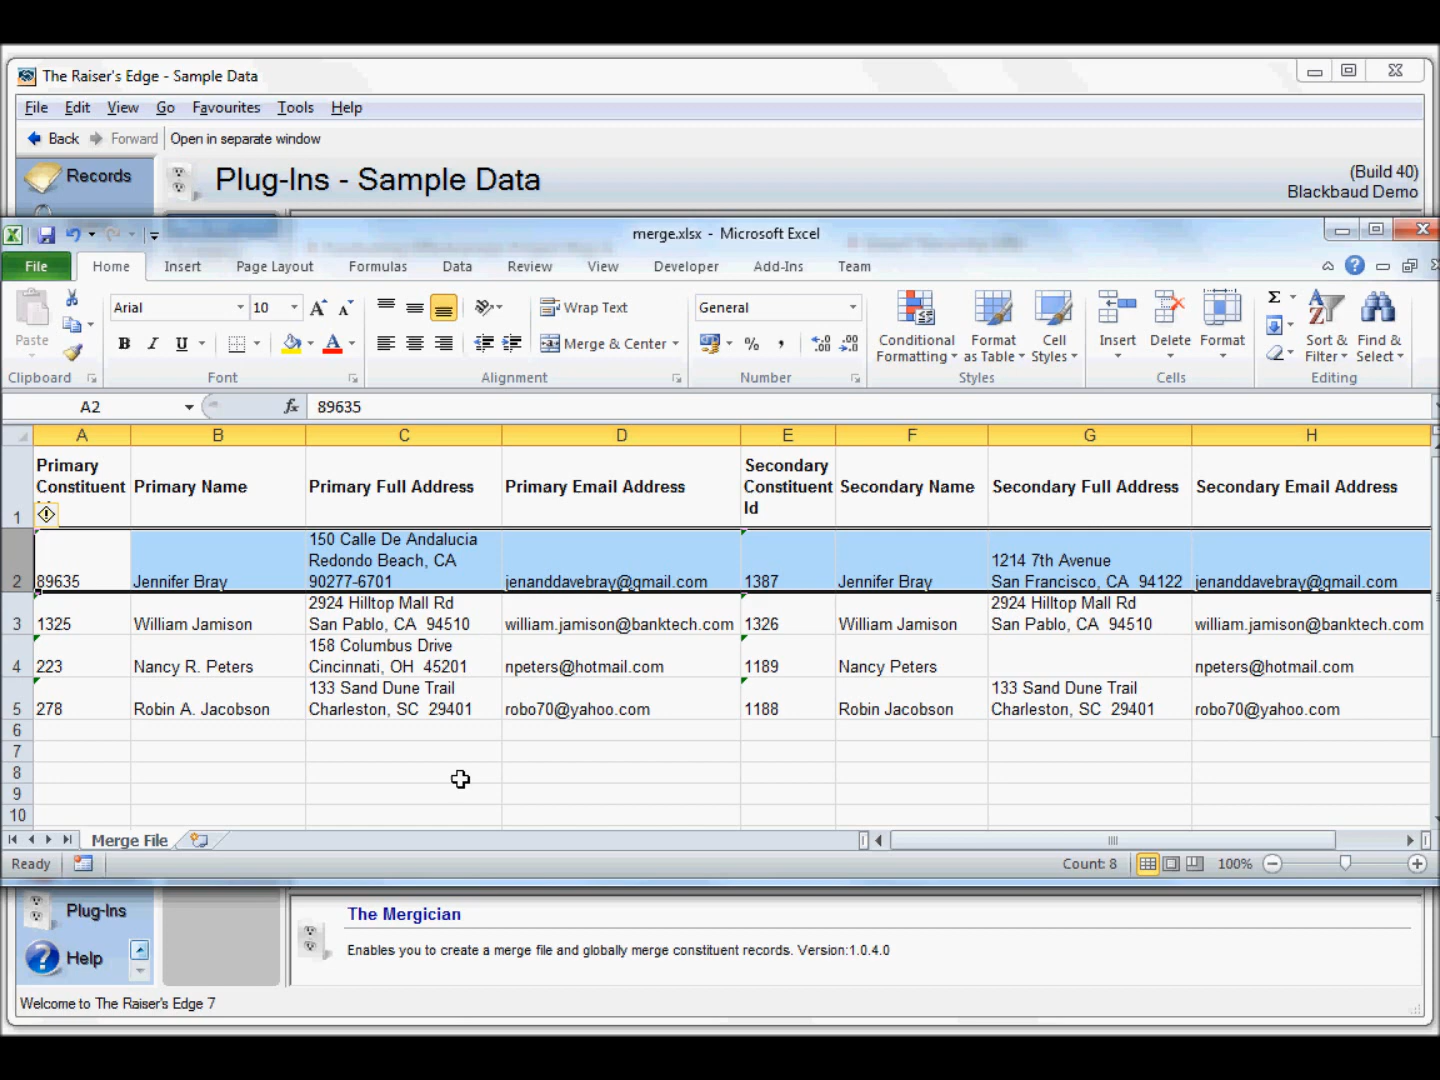 The Raiser's Edge - Sample Data
File Edit View Go Favourites Tools Help
Back Forward Open in separate window
Records
Plug-Ins - Sample Data
(Build 40)
Blackbaud Demo
merge.xlsx - Microsoft Excel
File Home Insert Page Layout Formulas Data Review View Developer Add-Ins Team
Arial 10 Wrap Text General
Paste Conditional Formatting Format as Table Cell Styles Insert Delete Format Sort & Filter Find & Select
B I U Merge & Center % ,
Clipboard Font Alignment Number Styles Cells Editing
A2 fx 89635
A B C D E F G H
1 Primary Constituent Primary Name Primary Full Address Primary Email Address Secondary Constituent Id Secondary Name Secondary Full Address Secondary Email Address
2 89635 Jennifer Bray 150 Calle De Andalucia Redondo Beach, CA 90277-6701 jenanddavebray@gmail.com 1387 Jennifer Bray 1214 7th Avenue San Francisco, CA 94122 jenanddavebray@gmail.com
3 1325 William Jamison 2924 Hilltop Mall Rd San Pablo, CA 94510 william.jamison@banktech.com 1326 William Jamison 2924 Hilltop Mall Rd San Pablo, CA 94510 william.jamison@banktech.com
4 223 Nancy R. Peters 158 Columbus Drive Cincinnati, OH 45201 npeters@hotmail.com 1189 Nancy Peters npeters@hotmail.com
5 278 Robin A. Jacobson 133 Sand Dune Trail Charleston, SC 29401 robo70@yahoo.com 1188 Robin Jacobson 133 Sand Dune Trail Charleston, SC 29401 robo70@yahoo.com
6
7
8
9
10
Merge File
Ready Count: 8 100%
Plug-Ins
Help
The Mergician
Enables you to create a merge file and globally merge constituent records. Version:1.0.4.0
Welcome to The Raiser's Edge 7